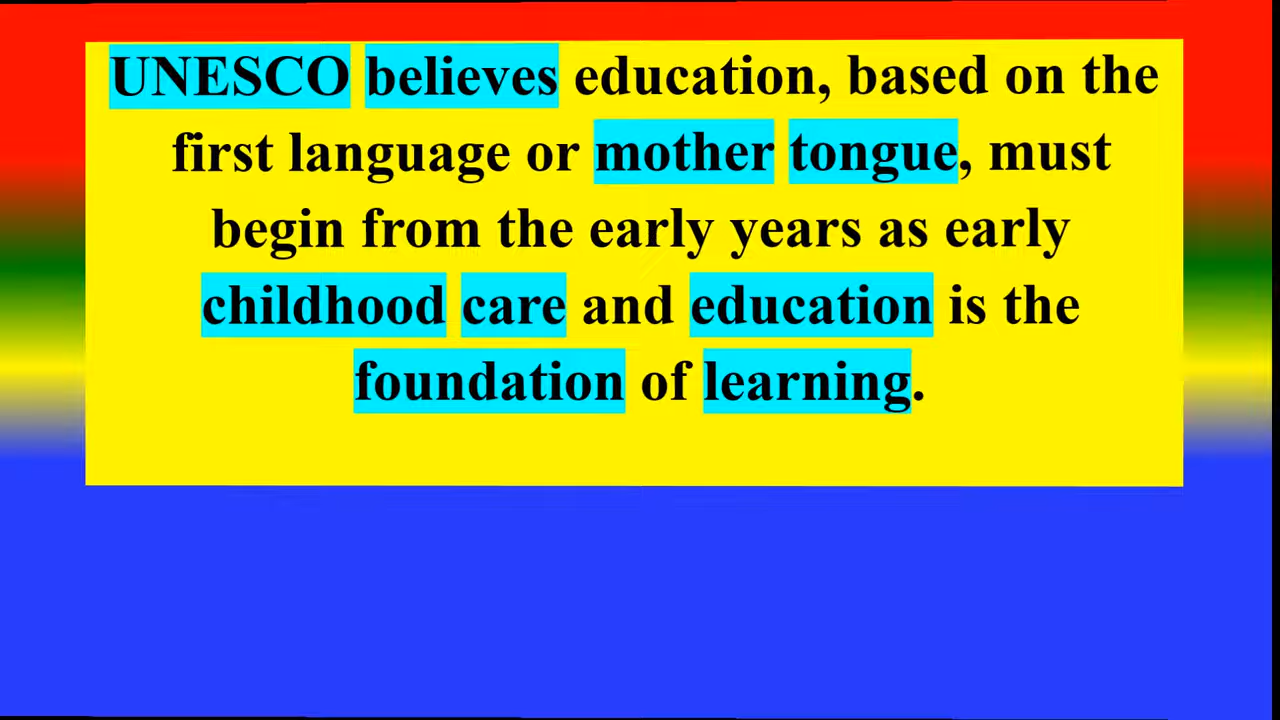 UNESCO believes education, based on the
first language or mother tongue, must
begin from the early years as early
childhood care and education is the
foundation of learning.